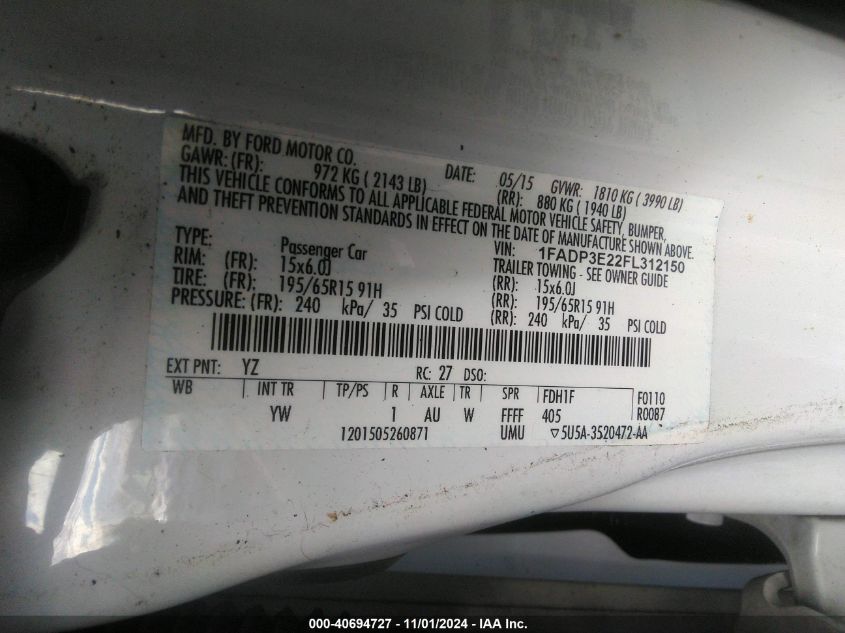 MFD. BY FORD MOTOR CO.
DATE: 05/15 GVWR: 1810 KG ( 3990 LB)
GAWR: (FR): 972 KG ( 2143 LB) (RR): 880 KG ( 1940 LB)
THIS VEHICLE CONFORMS TO ALL APPLICABLE FEDERAL MOTOR VEHICLE SAFETY, BUMPER,
AND THEFT PREVENTION STANDARDS IN EFFECT ON THE DATE OF MANUFACTURE SHOWN ABOVE.
VIN: 1FADP3E22FL312150
TYPE: Passenger Car TRAILER TOWING - SEE OWNER GUIDE
RIM: (FR): 15x6.0J (RR): 15x6.0J
TIRE: (FR): 195/65R15 91H (RR): 195/65R15 91H
PRESSURE: (FR): 240 kPa/ 35 PSI COLD (RR): 240 kPa/ 35 PSI COLD
EXT PNT: YZ RC: 27 DSO:
WB INT TR TP/PS R AXLE TR SPR FDH1F F0110
YW 1 AU W FFFF 405 R0087
1201505260871 UMU ▽5U5A-3520472-AA
000-40694727 - 11/01/2024 - IAA Inc.